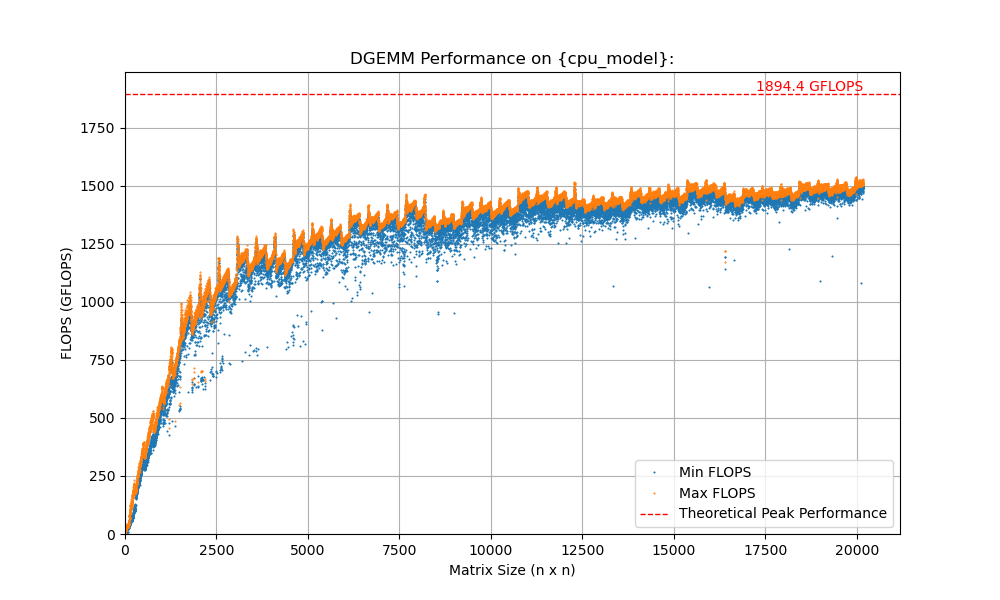 DGEMM Performance on {cpu_model}:
1894.4 GFLOPS
FLOPS (GFLOPS)
1750
1500
1250
1000
750
500
250
0
Min FLOPS
Max FLOPS
Theoretical Peak Performance
0 2500 5000 7500 10000 12500 15000 17500 20000
Matrix Size (n x n)